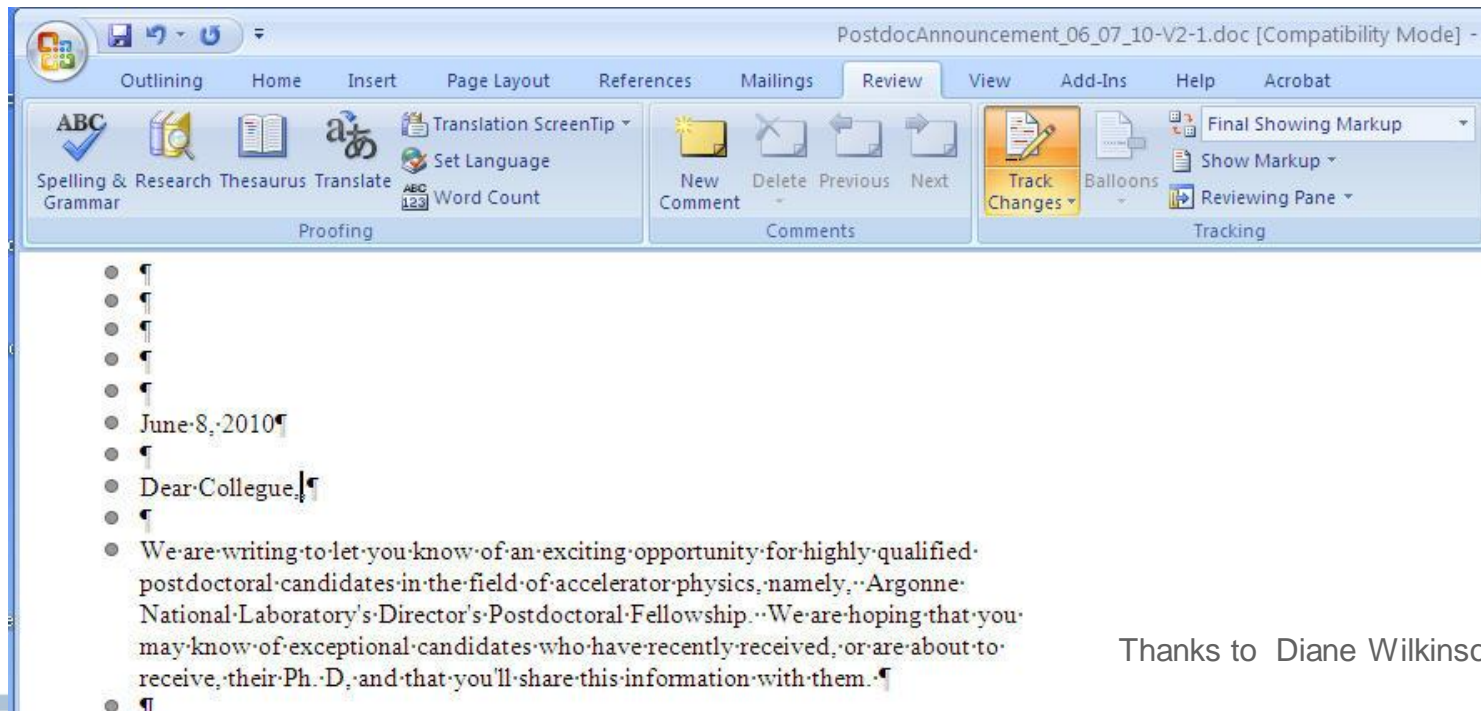 PostdocAnnouncement_06_07_10-V2-1.doc [Compatibility Mode] -
Outlining Home Insert Page Layout References Mailings Review View Add-Ins Help Acrobat
ABC Translation ScreenTip Final Showing Markup
Set Language Show Markup
Spelling & Research Thesaurus Translate ABC 123 Word Count New Delete Previous Next Track Balloons Reviewing Pane
Grammar Comment Changes
Proofing Comments Tracking
¶
¶
¶
¶
¶
June·8,·2010¶
¶
Dear·Collegue,¶
¶
We·are·writing·to·let·you·know·of·an·exciting·opportunity·for·highly·qualified·
postdoctoral·candidates·in·the·field·of·accelerator·physics,·namely,··Argonne·
National·Laboratory's·Director's·Postdoctoral·Fellowship.··We·are·hoping·that·you·
may·know·of·exceptional·candidates·who·have·recently·received,·or·are·about·to·
receive,·their·Ph.·D,·and·that·you'll·share·this·information·with·them.·¶
¶
Thanks to Diane